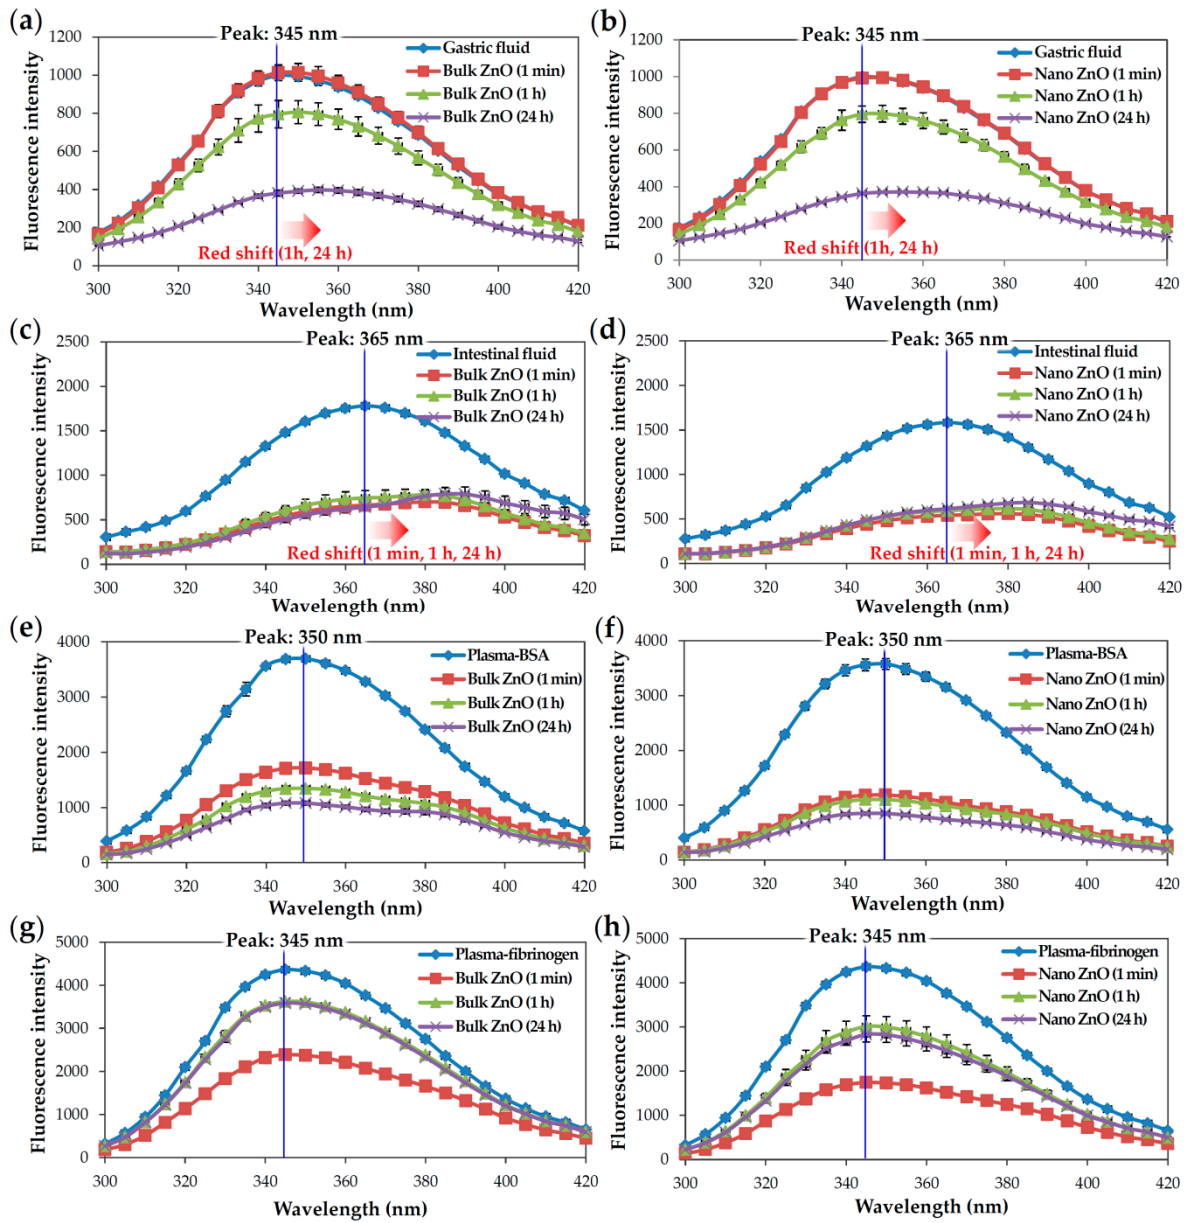 (a)
Peak: 345 nm
Fluorescence intensity
1200
1000
800
600
400
200
0
Gastric fluid
Bulk ZnO (1 min)
Bulk ZnO (1 h)
Bulk ZnO (24 h)
Red shift (1h, 24 h)
300 320 340 360 380 400 420
Wavelength (nm)
(b)
Peak: 345 nm
Fluorescence intensity
1200
1000
800
600
400
200
0
Gastric fluid
Nano ZnO (1 min)
Nano ZnO (1 h)
Nano ZnO (24 h)
Red shift (1h, 24 h)
300 320 340 360 380 400 420
Wavelength (nm)
(c)
Peak: 365 nm
Fluorescence intensity
2500
2000
1500
1000
500
0
Intestinal fluid
Bulk ZnO (1 min)
Bulk ZnO (1 h)
Bulk ZnO (24 h)
Red shift (1 min, 1 h, 24 h)
300 320 340 360 380 400 420
Wavelength (nm)
(d)
Peak: 365 nm
Fluorescence intensity
2500
2000
1500
1000
500
0
Intestinal fluid
Nano ZnO (1 min)
Nano ZnO (1 h)
Nano ZnO (24 h)
Red shift (1 min, 1 h, 24 h)
300 320 340 360 380 400 420
Wavelength (nm)
(e)
Peak: 350 nm
Fluorescence intensity
4000
3000
2000
1000
0
Plasma-BSA
Bulk ZnO (1 min)
Bulk ZnO (1 h)
Bulk ZnO (24 h)
300 320 340 360 380 400 420
Wavelength (nm)
(f)
Peak: 350 nm
Fluorescence intensity
4000
3000
2000
1000
0
Plasma-BSA
Nano ZnO (1 min)
Nano ZnO (1 h)
Nano ZnO (24 h)
300 320 340 360 380 400 420
Wavelength (nm)
(g)
Peak: 345 nm
Fluorescence intensity
5000
4000
3000
2000
1000
0
Plasma-fibrinogen
Bulk ZnO (1 min)
Bulk ZnO (1 h)
Bulk ZnO (24 h)
300 320 340 360 380 400 420
Wavelength (nm)
(h)
Peak: 345 nm
Fluorescence intensity
5000
4000
3000
2000
1000
0
Plasma-fibrinogen
Nano ZnO (1 min)
Nano ZnO (1 h)
Nano ZnO (24 h)
300 320 340 360 380 400 420
Wavelength (nm)